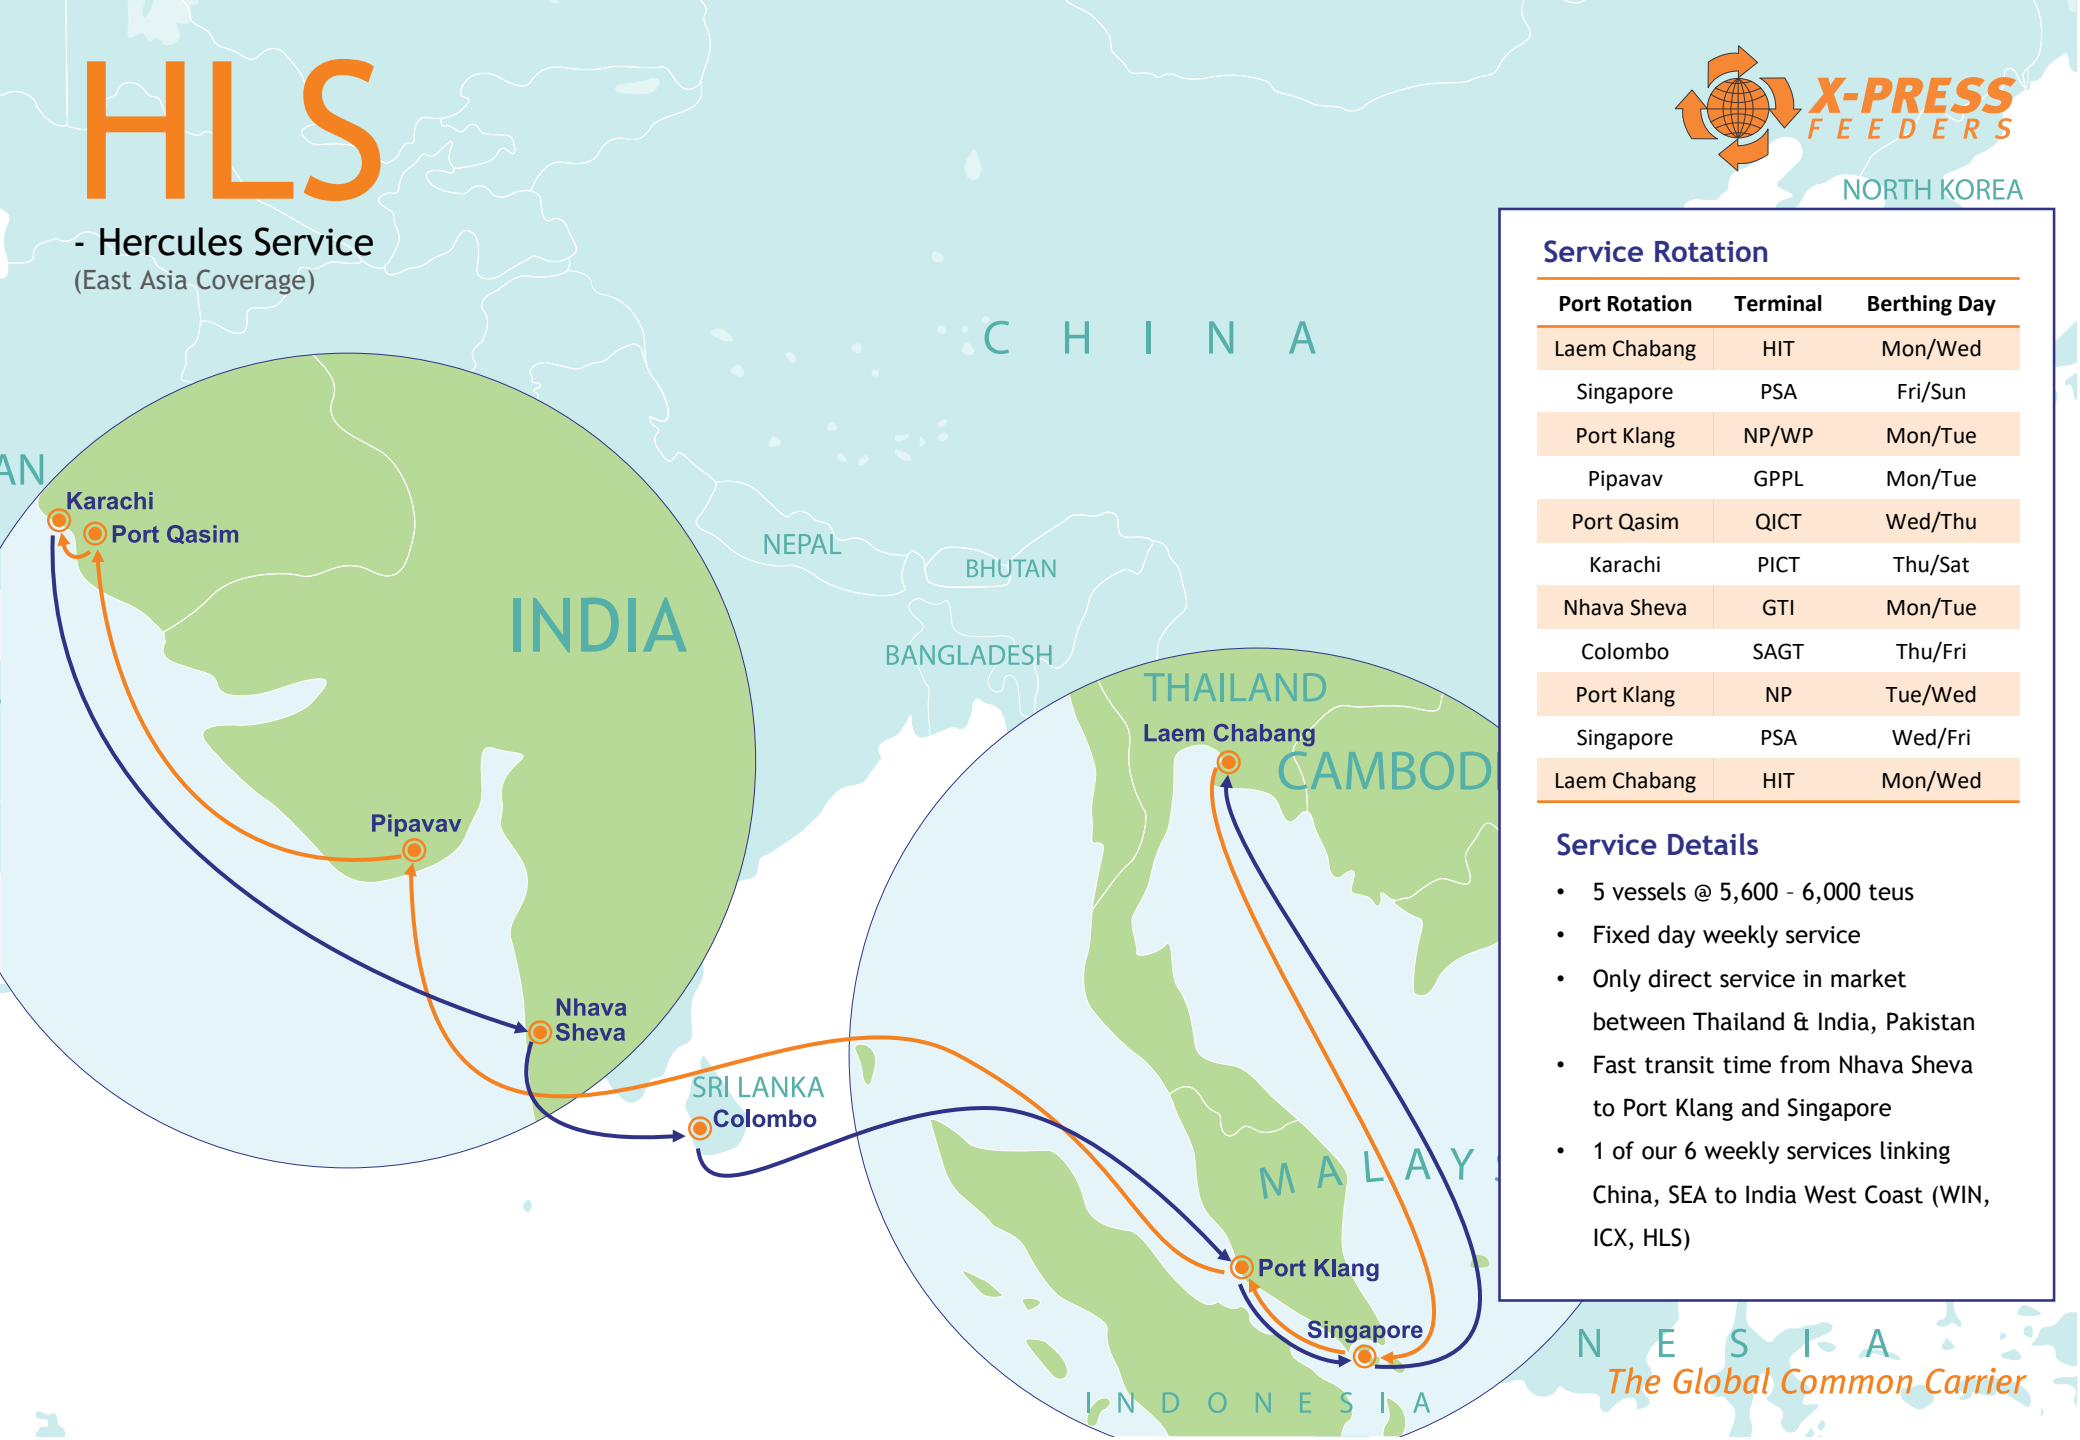 HLS
- Hercules Service
(East Asia Coverage)
X-PRESS
FEEDERS
NORTH KOREA
CHINA
AN
Karachi
Port Qasim
INDIA
NEPAL
BHUTAN
BANGLADESH
Pipavav
Nhava
Sheva
SRI LANKA
Colombo
THAILAND
Laem Chabang
CAMBODI
MALAYS
Port Klang
Singapore
INDONESIA
NESIA
Service Rotation
Port Rotation Terminal Berthing Day
Laem Chabang HIT Mon/Wed
Singapore PSA Fri/Sun
Port Klang NP/WP Mon/Tue
Pipavav GPPL Mon/Tue
Port Qasim QICT Wed/Thu
Karachi PICT Thu/Sat
Nhava Sheva GTI Mon/Tue
Colombo SAGT Thu/Fri
Port Klang NP Tue/Wed
Singapore PSA Wed/Fri
Laem Chabang HIT Mon/Wed
Service Details
• 5 vessels @ 5,600 – 6,000 teus
• Fixed day weekly service
• Only direct service in market
between Thailand & India, Pakistan
• Fast transit time from Nhava Sheva
to Port Klang and Singapore
• 1 of our 6 weekly services linking
China, SEA to India West Coast (WIN,
ICX, HLS)
The Global Common Carrier